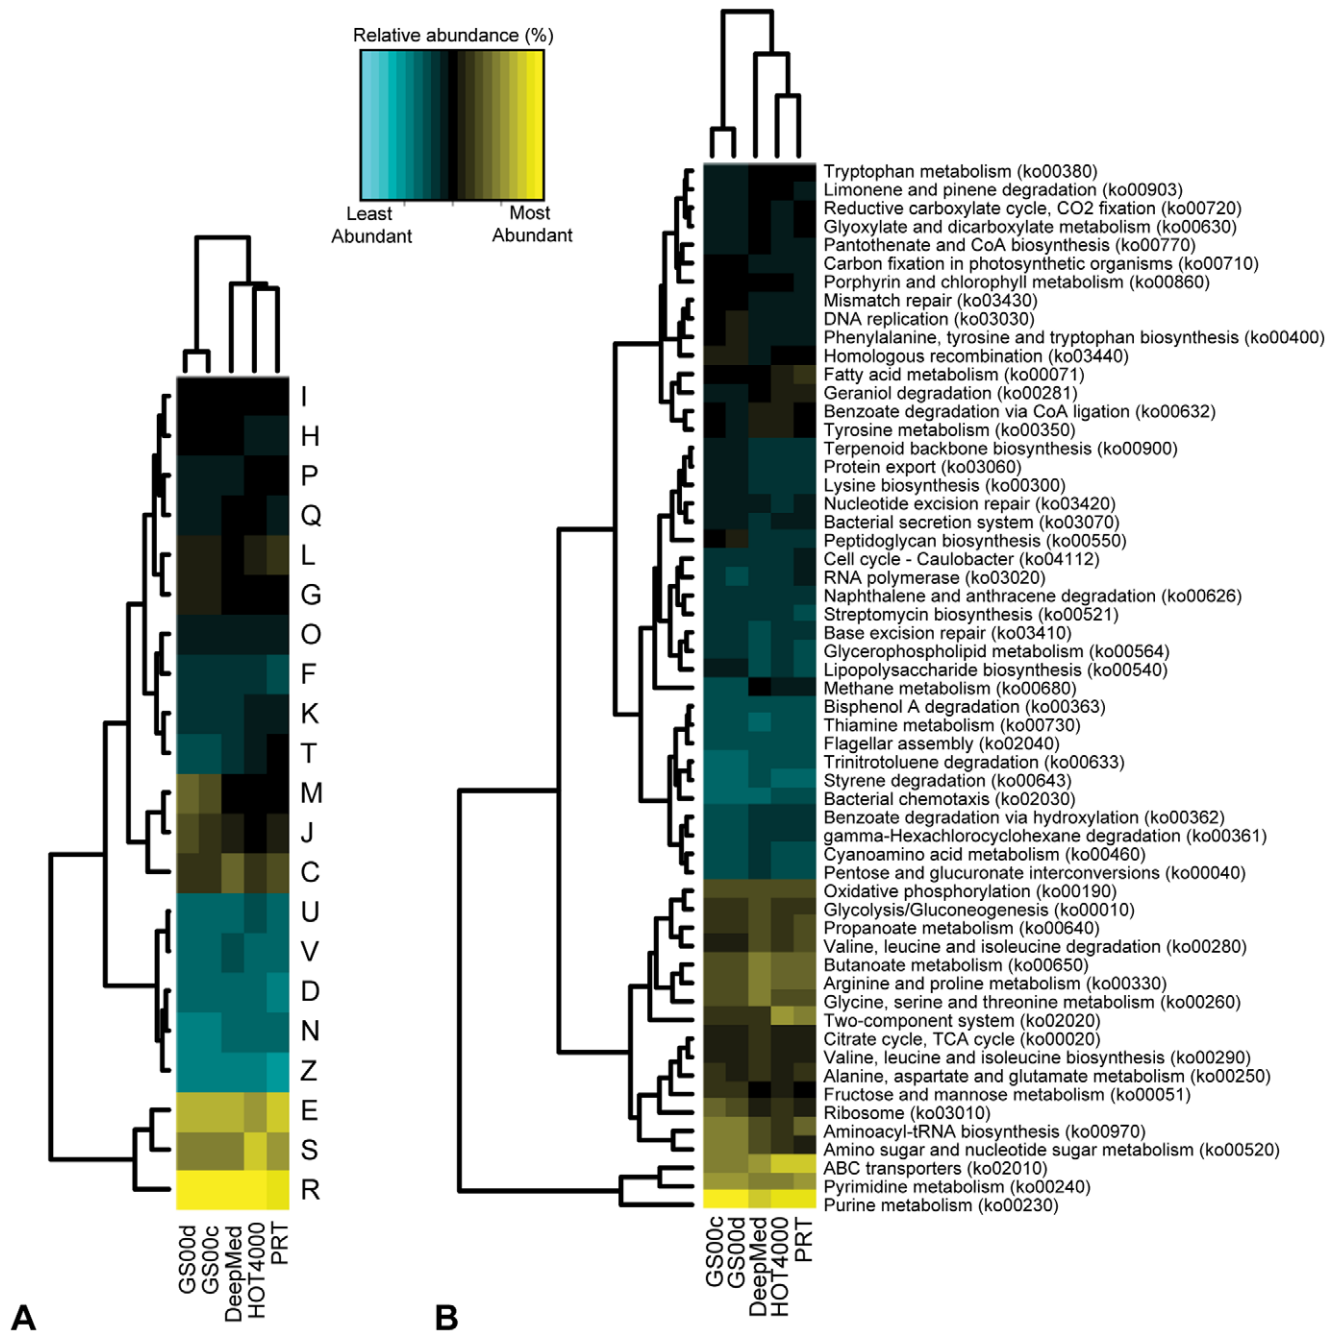 Relative abundance (%)
Least Abundant
Most Abundant
I
H
P
Q
L
G
O
F
K
T
M
J
C
U
V
D
N
Z
E
S
R
GS00d
GS00c
DeepMed
HOT4000
PRT
A
Tryptophan metabolism (ko00380)
Limonene and pinene degradation (ko00903)
Reductive carboxylate cycle, CO2 fixation (ko00720)
Glyoxylate and dicarboxylate metabolism (ko00630)
Pantothenate and CoA biosynthesis (ko00770)
Carbon fixation in photosynthetic organisms (ko00710)
Porphyrin and chlorophyll metabolism (ko00860)
Mismatch repair (ko03430)
DNA replication (ko03030)
Phenylalanine, tyrosine and tryptophan biosynthesis (ko00400)
Homologous recombination (ko03440)
Fatty acid metabolism (ko00071)
Geraniol degradation (ko00281)
Benzoate degradation via CoA ligation (ko00632)
Tyrosine metabolism (ko00350)
Terpenoid backbone biosynthesis (ko00900)
Protein export (ko03060)
Lysine biosynthesis (ko00300)
Nucleotide excision repair (ko03420)
Bacterial secretion system (ko03070)
Peptidoglycan biosynthesis (ko00550)
Cell cycle - Caulobacter (ko04112)
RNA polymerase (ko03020)
Naphthalene and anthracene degradation (ko00626)
Streptomycin biosynthesis (ko00521)
Base excision repair (ko03410)
Glycerophospholipid metabolism (ko00564)
Lipopolysaccharide biosynthesis (ko00540)
Methane metabolism (ko00680)
Bisphenol A degradation (ko00363)
Thiamine metabolism (ko00730)
Flagellar assembly (ko02040)
Trinitrotoluene degradation (ko00633)
Styrene degradation (ko00643)
Bacterial chemotaxis (ko02030)
Benzoate degradation via hydroxylation (ko00362)
gamma-Hexachlorocyclohexane degradation (ko00361)
Cyanoamino acid metabolism (ko00460)
Pentose and glucuronate interconversions (ko00040)
Oxidative phosphorylation (ko00190)
Glycolysis/Gluconeogenesis (ko00010)
Propanoate metabolism (ko00640)
Valine, leucine and isoleucine degradation (ko00280)
Butanoate metabolism (ko00650)
Arginine and proline metabolism (ko00330)
Glycine, serine and threonine metabolism (ko00260)
Two-component system (ko02020)
Citrate cycle, TCA cycle (ko00020)
Valine, leucine and isoleucine biosynthesis (ko00290)
Alanine, aspartate and glutamate metabolism (ko00250)
Fructose and mannose metabolism (ko00051)
Ribosome (ko03010)
Aminoacyl-tRNA biosynthesis (ko00970)
Amino sugar and nucleotide sugar metabolism (ko00520)
ABC transporters (ko02010)
Pyrimidine metabolism (ko00240)
Purine metabolism (ko00230)
GS00c
GS00d
DeepMed
HOT4000
PRT
B